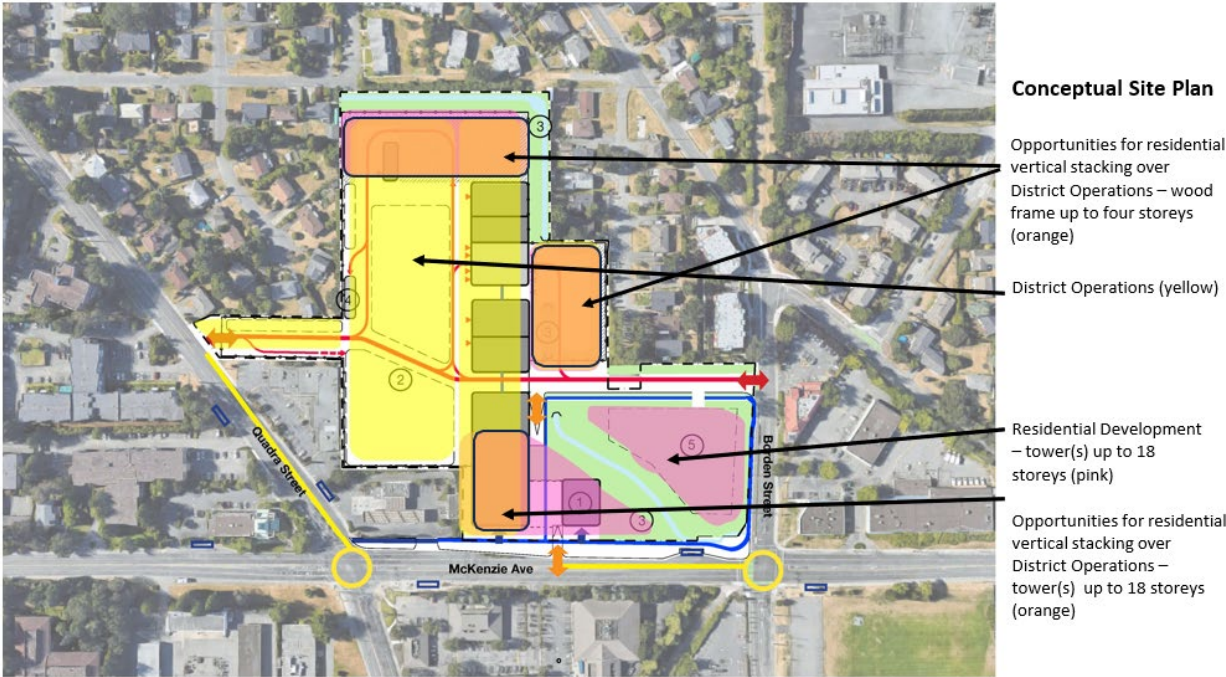 Conceptual Site Plan
Opportunities for residential
vertical stacking over
District Operations – wood
frame up to four storeys
(orange)
District Operations (yellow)
Residential Development
– tower(s) up to 18
storeys (pink)
Opportunities for residential
vertical stacking over
District Operations –
tower(s) up to 18 storeys
(orange)
3
4
3
2
5
1
3
Quadra Street
Borden Street
McKenzie Ave